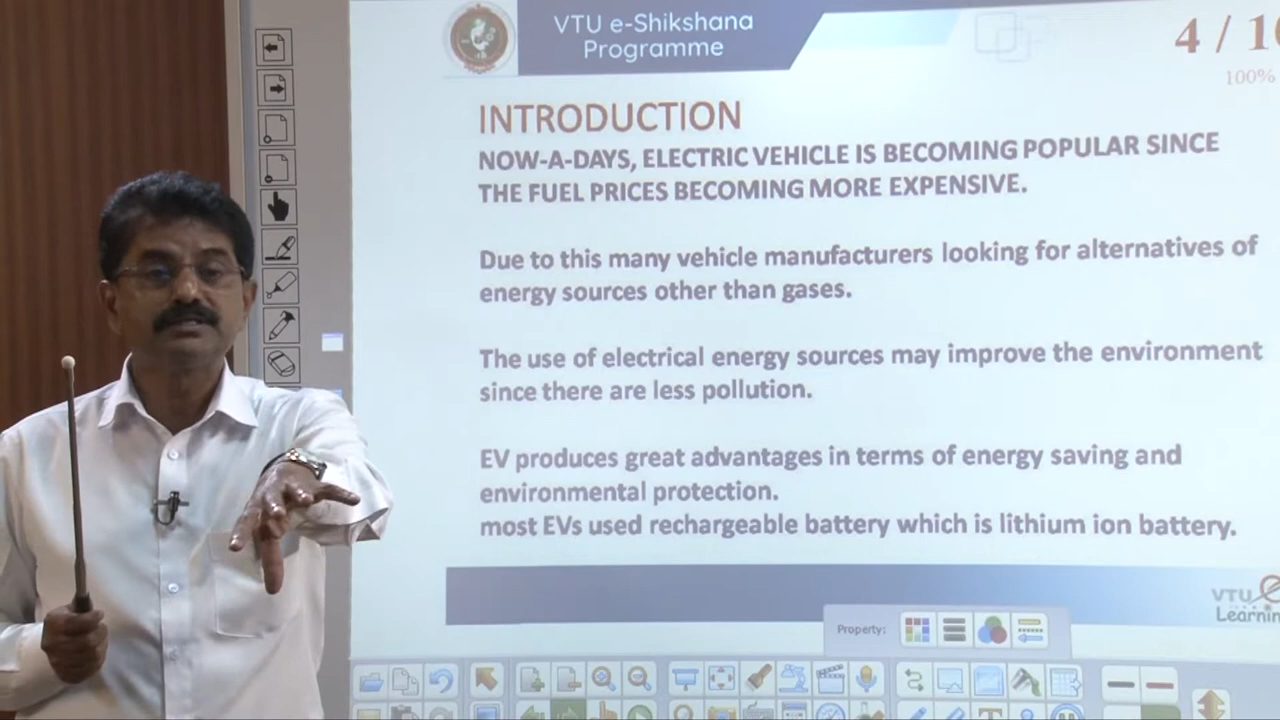 VTU e-Shikshana
Programme
4 / 10
100%
INTRODUCTION
NOW-A-DAYS, ELECTRIC VEHICLE IS BECOMING POPULAR SINCE
THE FUEL PRICES BECOMING MORE EXPENSIVE.
Due to this many vehicle manufacturers looking for alternatives of
energy sources other than gases.
The use of electrical energy sources may improve the environment
since there are less pollution.
EV produces great advantages in terms of energy saving and
environmental protection.
most EVs used rechargeable battery which is lithium ion battery.
VTU
Learnin
Property: